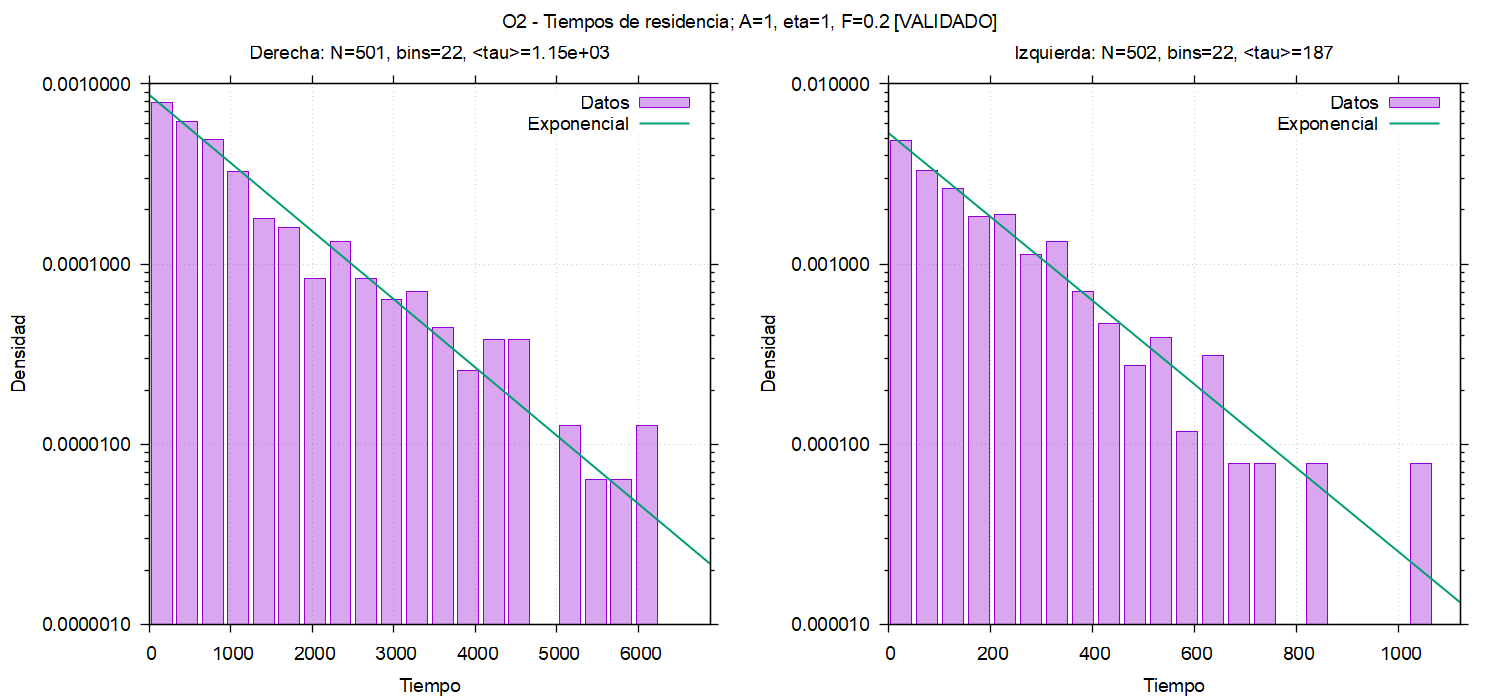 O2 - Tiempos de residencia; A=1, eta=1, F=0.2 [VALIDADO]
Derecha: N=501, bins=22, <tau>=1.15e+03
0.0010000
0.0001000
0.0000100
0.0000010
Densidad
Datos
Exponencial
0 1000 2000 3000 4000 5000 6000
Tiempo
Izquierda: N=502, bins=22, <tau>=187
0.010000
0.001000
0.000100
0.000010
Densidad
Datos
Exponencial
0 200 400 600 800 1000
Tiempo